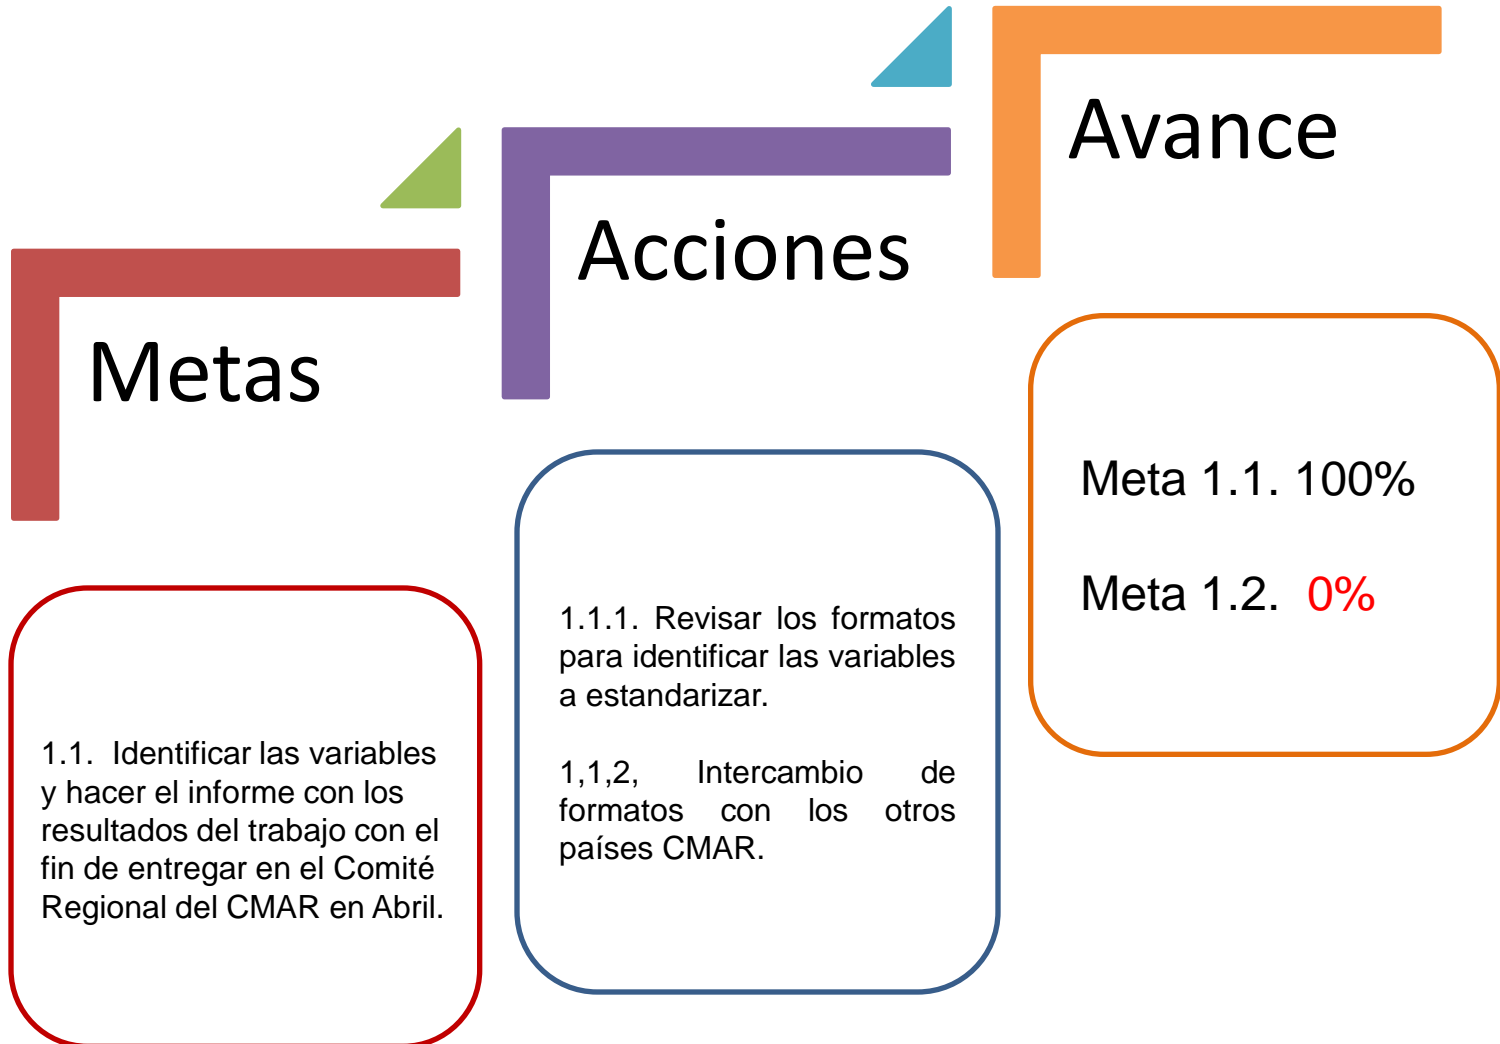 Metas
Acciones
Avance
1.1. Identificar las variables
y hacer el informe con los
resultados del trabajo con el
fin de entregar en el Comité
Regional del CMAR en Abril.
1.1.1. Revisar los formatos
para identificar las variables
a estandarizar.
1,1,2, Intercambio de
formatos con los otros
países CMAR.
Meta 1.1. 100%
Meta 1.2. 0%